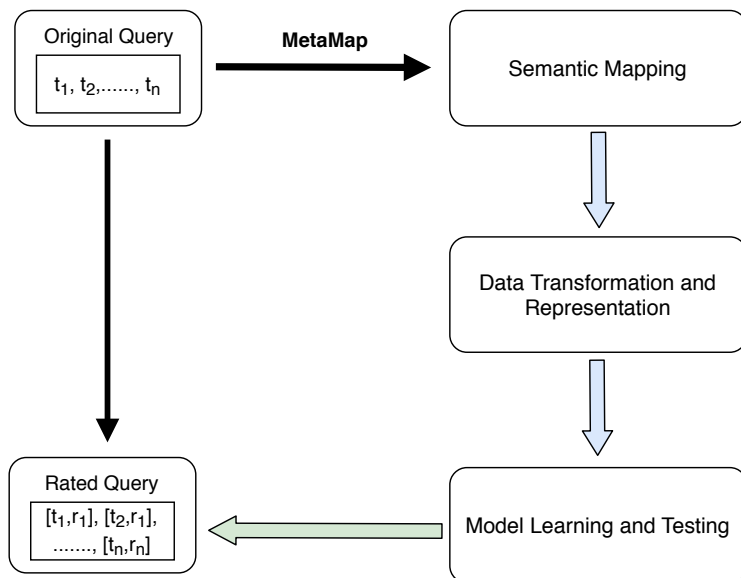 Original Query
t₁, t₂,......, tₙ
MetaMap
Semantic Mapping
Data Transformation and
Representation
Rated Query
[t₁,r₁], [t₂,r₁],
......., [tₙ,rₙ]
Model Learning and Testing